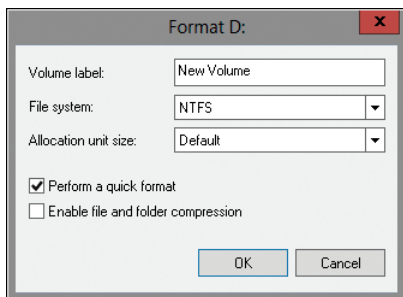 Format D:
x
Volume label: New Volume
File system: NTFS
Allocation unit size: Default
Perform a quick format
Enable file and folder compression
OK Cancel